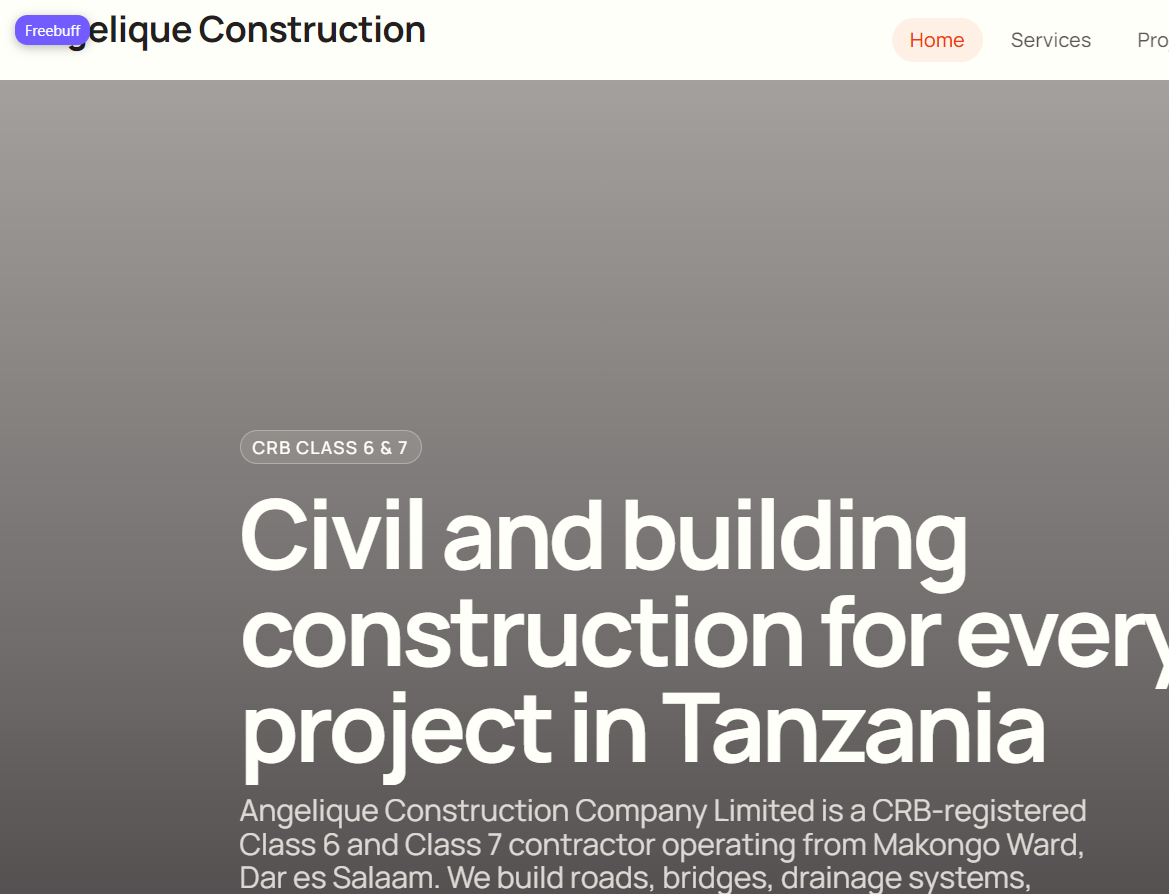 Freebuff
gelique Construction
Home
Services
Pro
CRB CLASS 6 & 7
Civil and building
construction for every
project in Tanzania
Angelique Construction Company Limited is a CRB-registered
Class 6 and Class 7 contractor operating from Makongo Ward,
Dar es Salaam. We build roads, bridges, drainage systems,